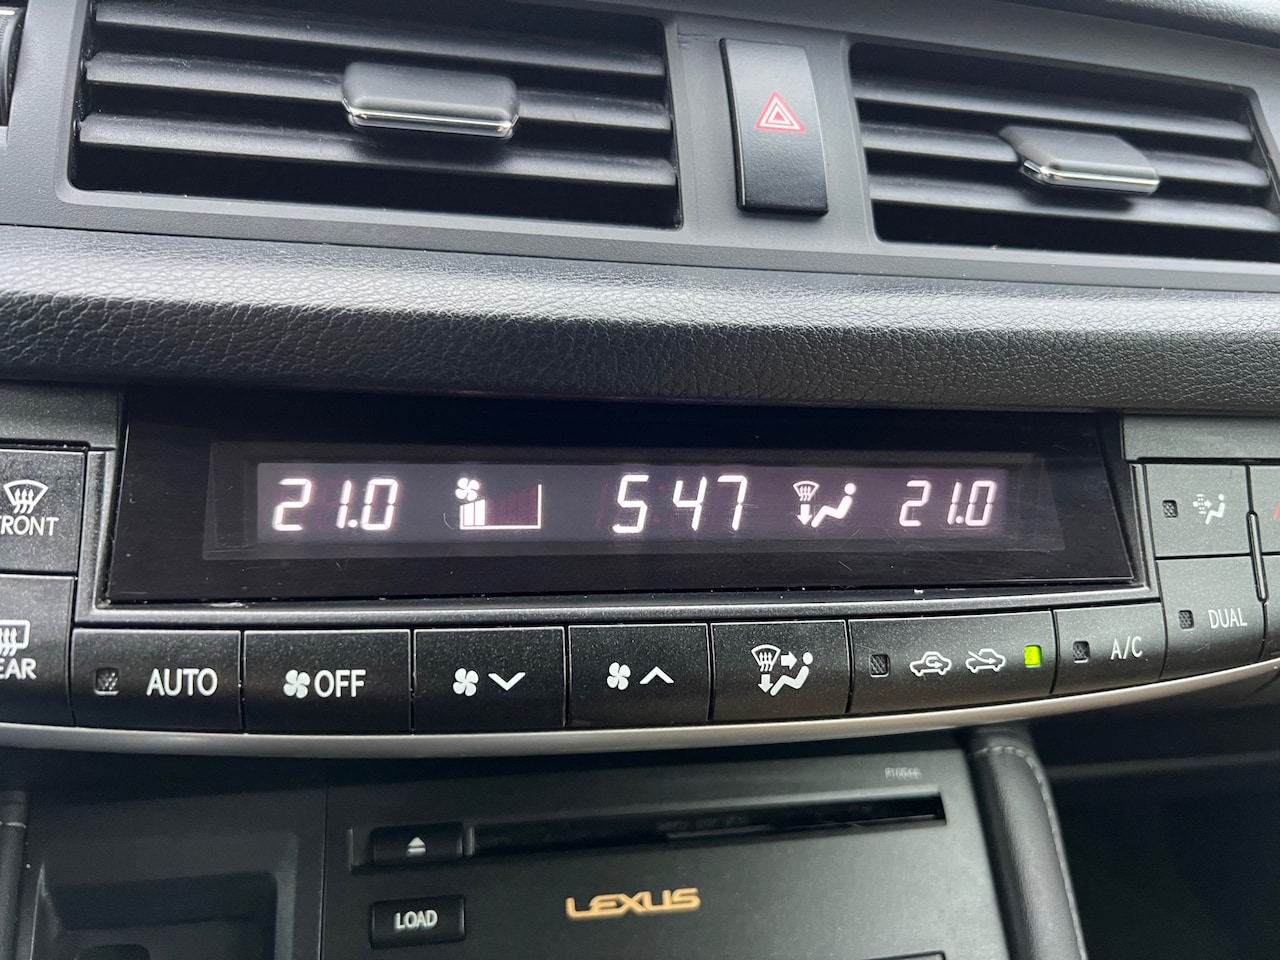 21.0 5:47 21.0
FRONT
REAR
AUTO
OFF
A/C
DUAL
LOAD
LEXUS